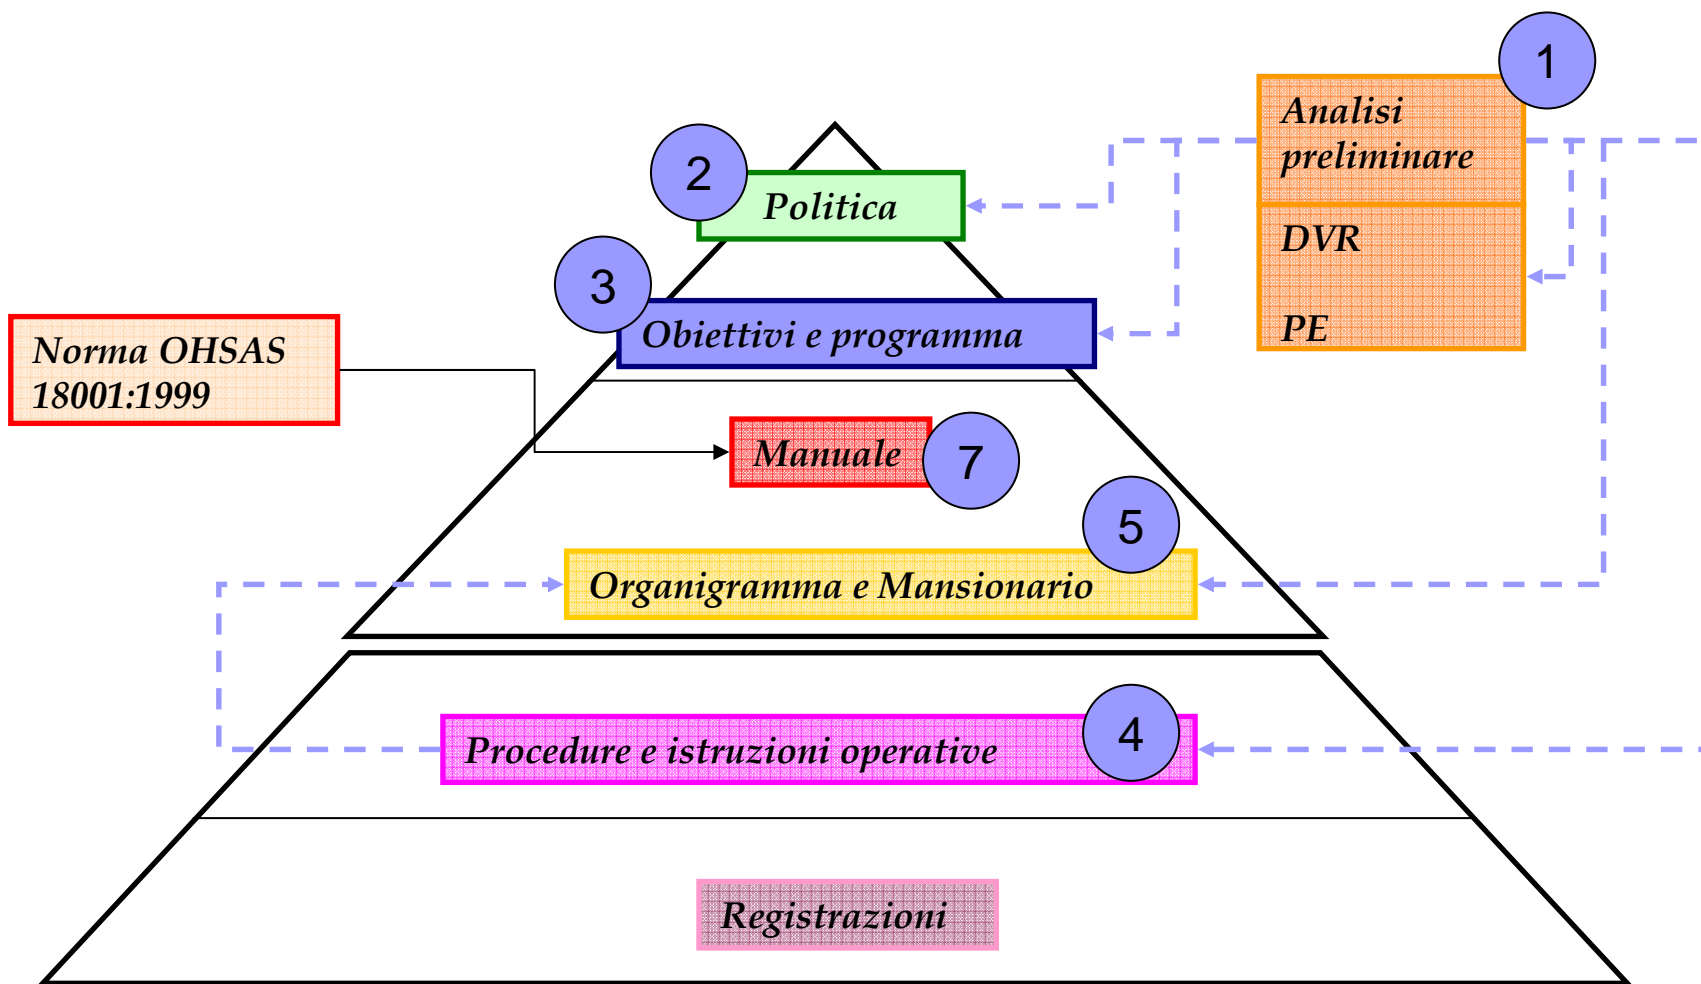 1
Analisi
preliminare
2
Politica
DVR
3
Obiettivi e programma
PE
Norma OHSAS
18001:1999
Manuale
7
5
Organigramma e Mansionario
4
Procedure e istruzioni operative
Registrazioni